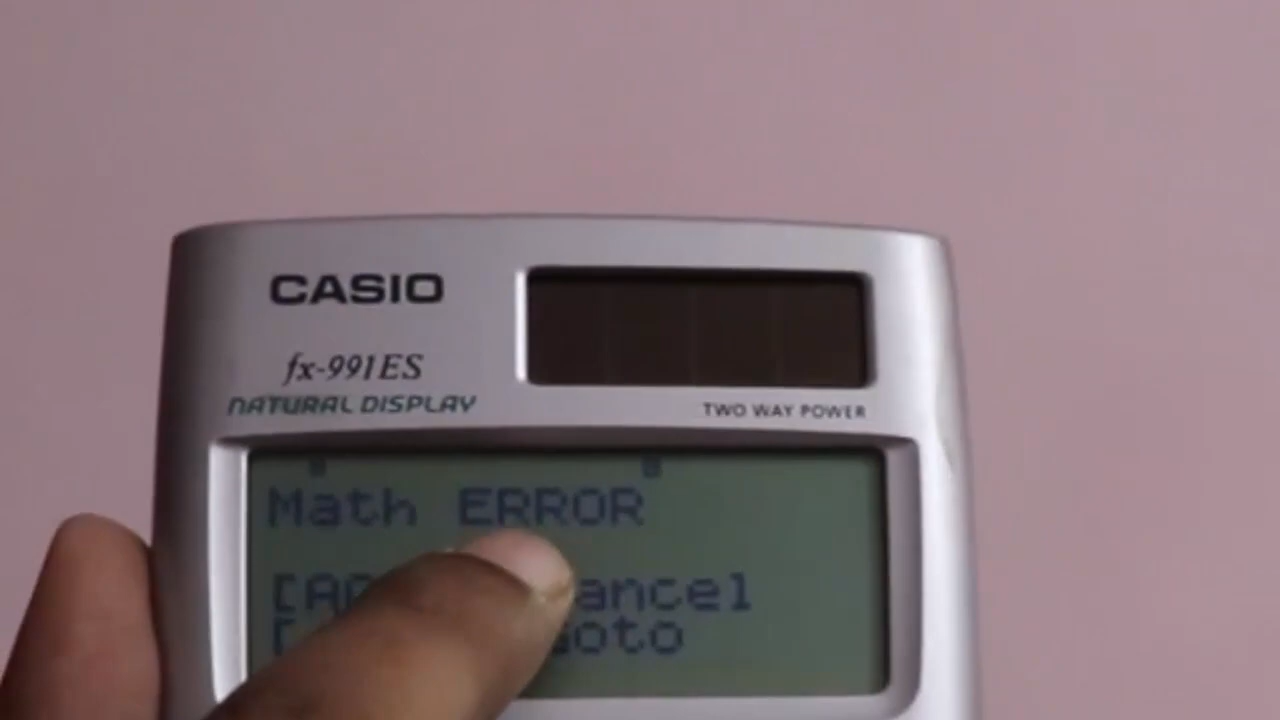 CASIO
fx-991ES
NATURAL DISPLAY
TWO WAY POWER
Math ERROR